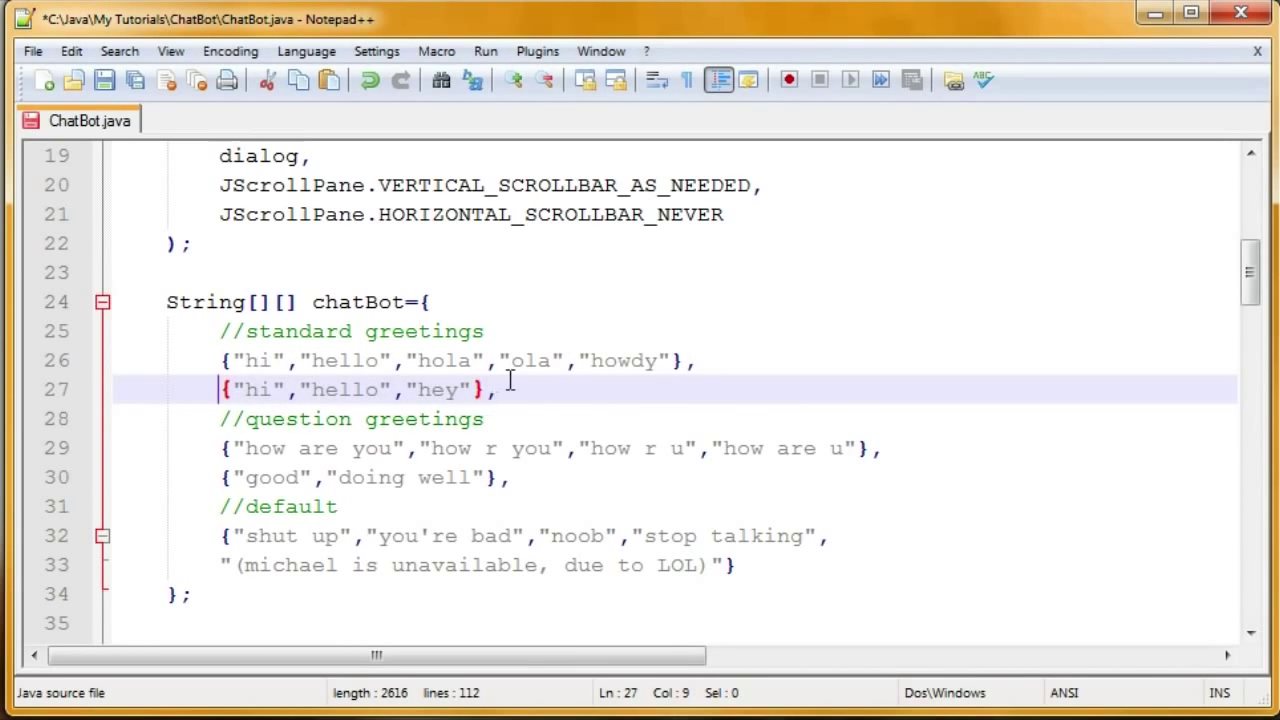 *C:\Java\My Tutorials\ChatBot\ChatBot.java - Notepad++
File Edit Search View Encoding Language Settings Macro Run Plugins Window ? X
ABC
ChatBot.java
19 dialog,
20 JScrollPane.VERTICAL_SCROLLBAR_AS_NEEDED,
21 JScrollPane.HORIZONTAL_SCROLLBAR_NEVER
22 );
23
24 String[][] chatBot={
25 //standard greetings
26 {"hi","hello","hola","ola","howdy"},
27 {"hi","hello","hey"},
28 //question greetings
29 {"how are you","how r you","how r u","how are u"},
30 {"good","doing well"},
31 //default
32 {"shut up","you're bad","noob","stop talking",
33 "(michael is unavailable, due to LOL)"}
34 };
35
Java source file length : 2616 lines : 112 Ln : 27 Col : 9 Sel : 0 Dos\Windows ANSI INS